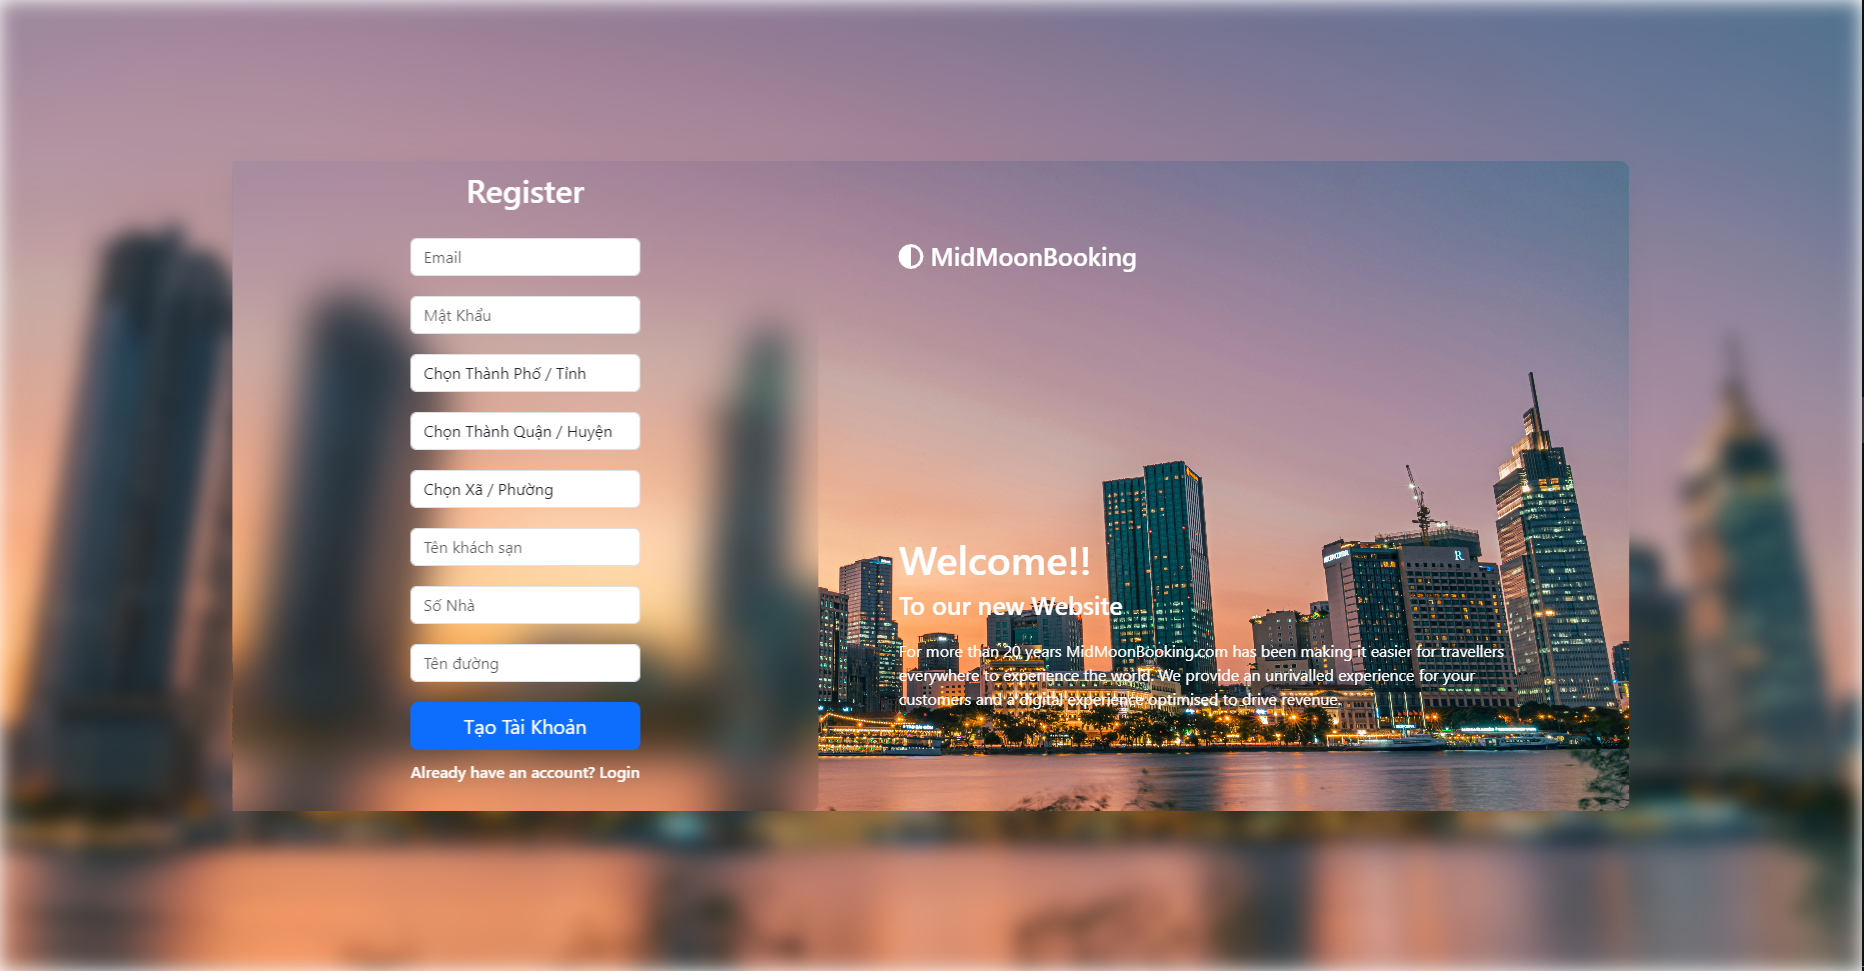 Register
Email
Mật Khẩu
Chọn Thành Phố / Tỉnh
Chọn Thành Quận / Huyện
Chọn Xã / Phường
Tên khách sạn
Số Nhà
Tên đường
Tạo Tài Khoản
Already have an account? Login
MidMoonBooking
Welcome!!
To our new Website
For more than 20 years MidMoonBooking.com has been making it easier for travellers
everywhere to experience the world. We provide an unrivalled experience for your
customers and a digital experience optimised to drive revenue.
R